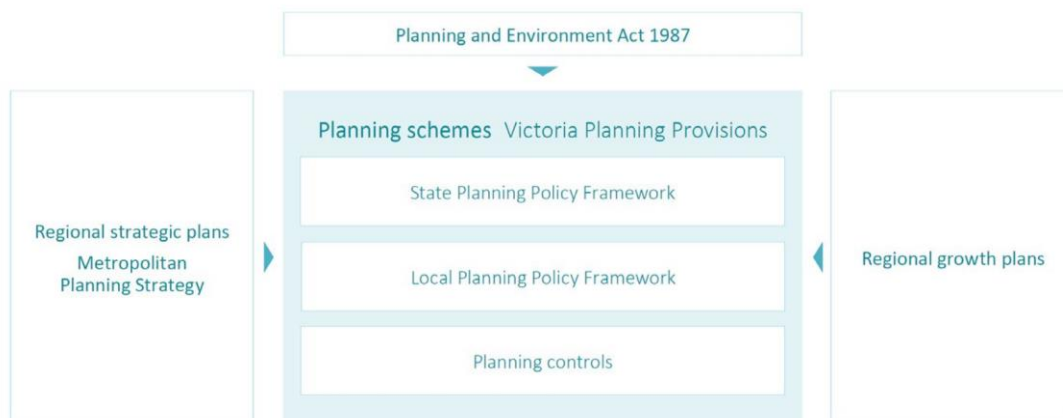 Planning and Environment Act 1987
Planning schemes Victoria Planning Provisions
State Planning Policy Framework
Regional strategic plans
Metropolitan
Planning Strategy
Local Planning Policy Framework
Regional growth plans
Planning controls